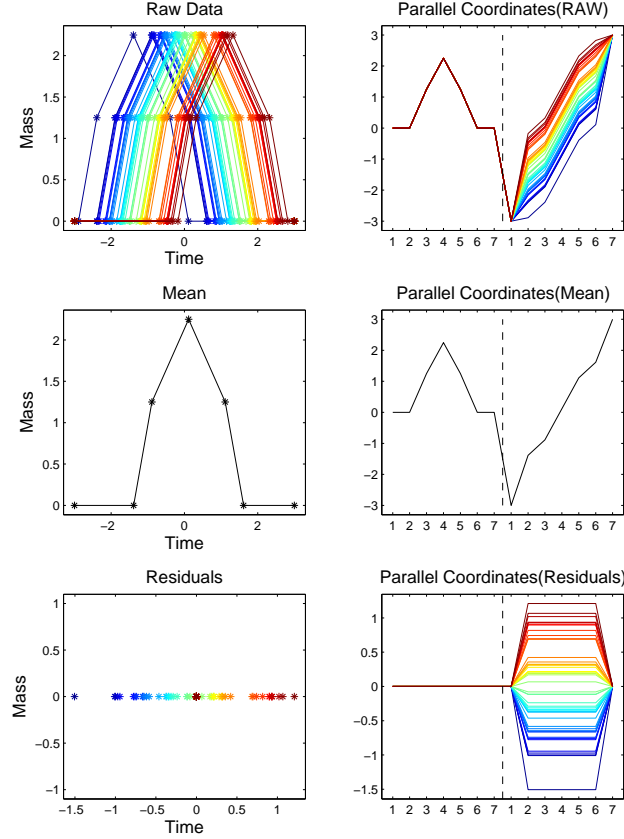 Raw Data
Mass
2
1.5
1
0.5
0
−2 0 2
Time
Parallel Coordinates(RAW)
3
2
1
0
−1
−2
−3
1 2 3 4 5 6 7 1 2 3 4 5 6 7
Mean
Mass
2
1.5
1
0.5
0
−2 0 2
Time
Parallel Coordinates(Mean)
3
2
1
0
−1
−2
−3
1 2 3 4 5 6 7 1 2 3 4 5 6 7
Residuals
Mass
1
0.5
0
−0.5
−1
−1.5 −1 −0.5 0 0.5 1
Time
Parallel Coordinates(Residuals)
1
0.5
0
−0.5
−1
−1.5
1 2 3 4 5 6 7 1 2 3 4 5 6 7